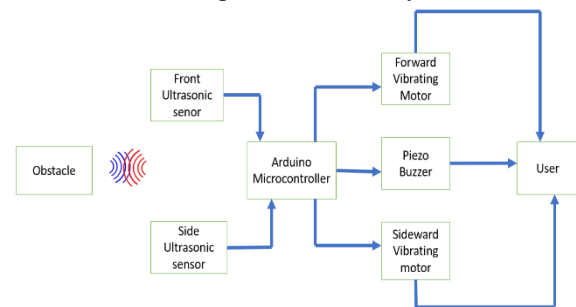 Front
Ultrasonic
senor
Forward
Vibrating
Motor
Obstacle
Arduino
Microcontroller
Piezo
Buzzer
User
Side
Ultrasonic
sensor
Sideward
Vibrating
motor